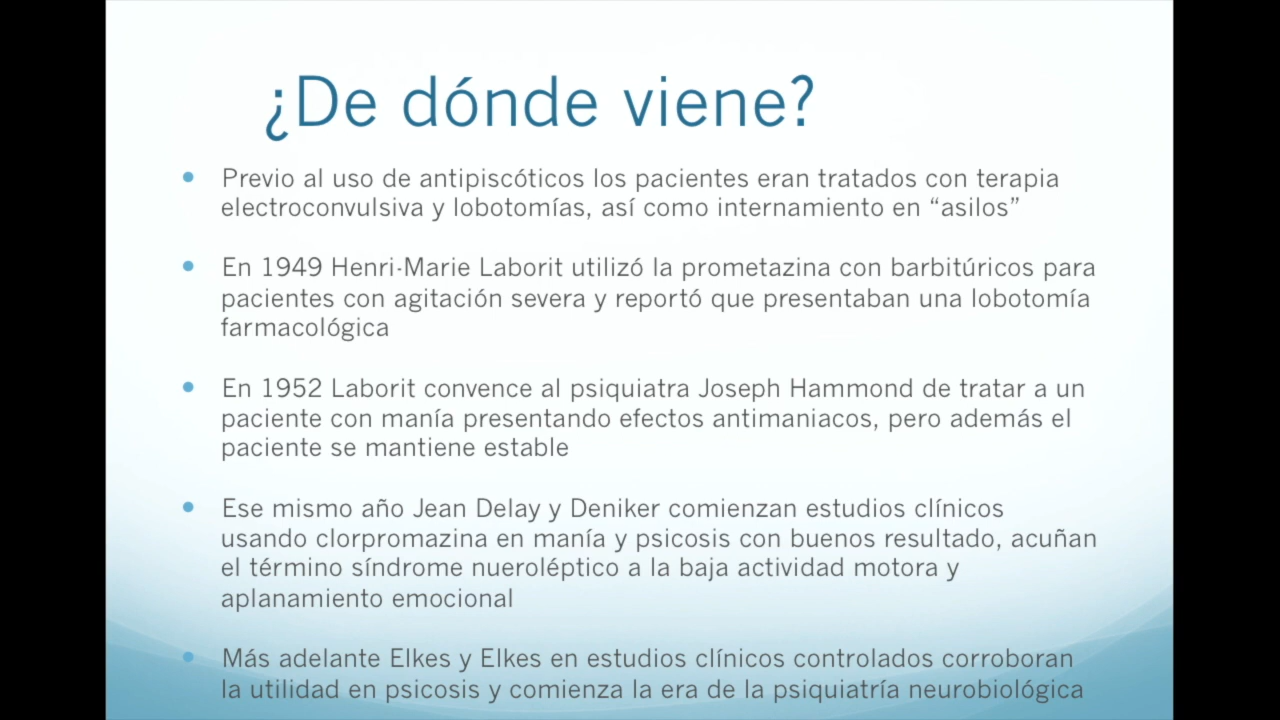 ¿De dónde viene?
Previo al uso de antipiscóticos los pacientes eran tratados con terapia
electroconvulsiva y lobotomías, así como internamiento en “asilos”
En 1949 Henri-Marie Laborit utilizó la prometazina con barbitúricos para
pacientes con agitación severa y reportó que presentaban una lobotomía
farmacológica
En 1952 Laborit convence al psiquiatra Joseph Hammond de tratar a un
paciente con manía presentando efectos antimaniacos, pero además el
paciente se mantiene estable
Ese mismo año Jean Delay y Deniker comienzan estudios clínicos
usando clorpromazina en manía y psicosis con buenos resultado, acuñan
el término síndrome nueroléptico a la baja actividad motora y
aplanamiento emocional
Más adelante Elkes y Elkes en estudios clínicos controlados corroboran
la utilidad en psicosis y comienza la era de la psiquiatría neurobiológica